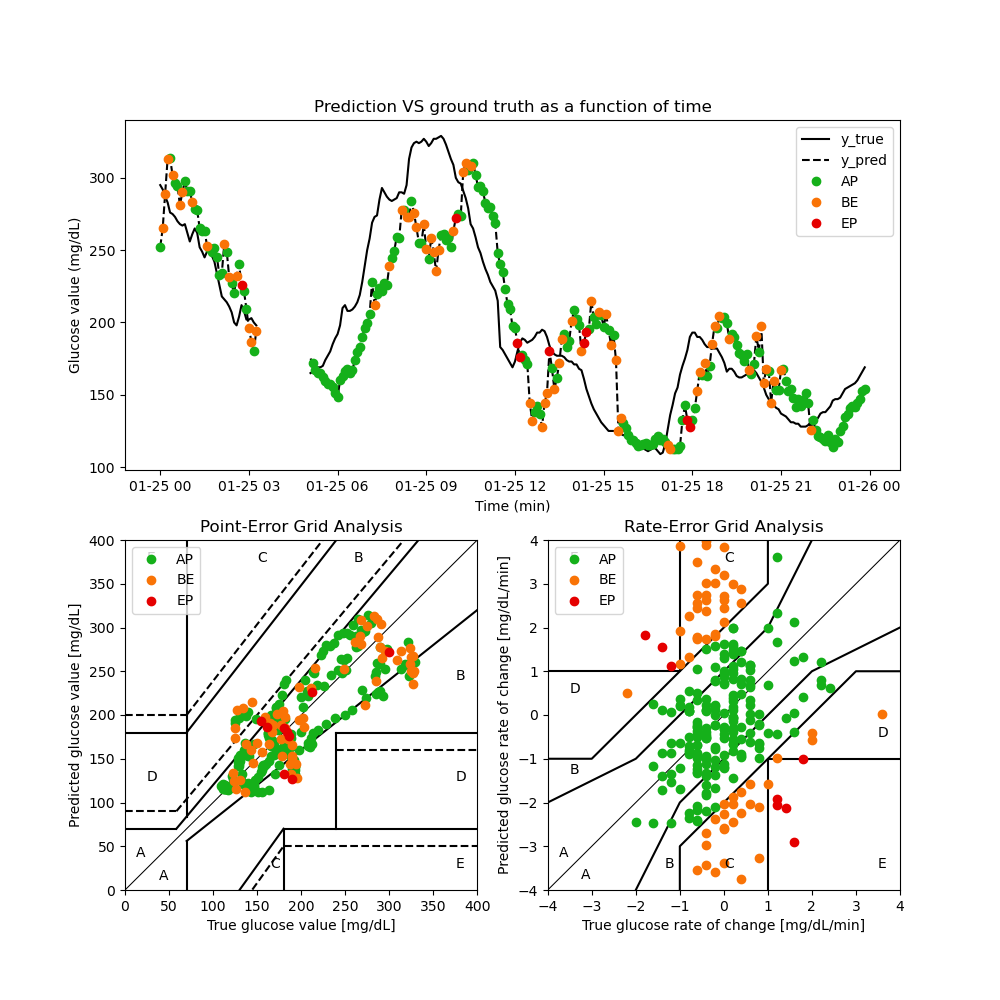 Prediction VS ground truth as a function of time
Glucose value (mg/dL)
300
250
200
150
100
y_true
y_pred
AP
BE
EP
01-25 00 01-25 03 01-25 06 01-25 09 01-25 12 01-25 15 01-25 18 01-25 21 01-26 00
Time (min)
Point-Error Grid Analysis
Predicted glucose value [mg/dL]
400
350
300
250
200
150
100
50
0
AP
BE
EP
C
B
B
D
D
A
A
C
E
0 50 100 150 200 250 300 350 400
True glucose value [mg/dL]
Rate-Error Grid Analysis
Predicted glucose rate of change [mg/dL/min]
4
3
2
1
0
−1
−2
−3
−4
AP
BE
EP
C
D
D
B
A
A
B
C
E
−4 −3 −2 −1 0 1 2 3 4
True glucose rate of change [mg/dL/min]